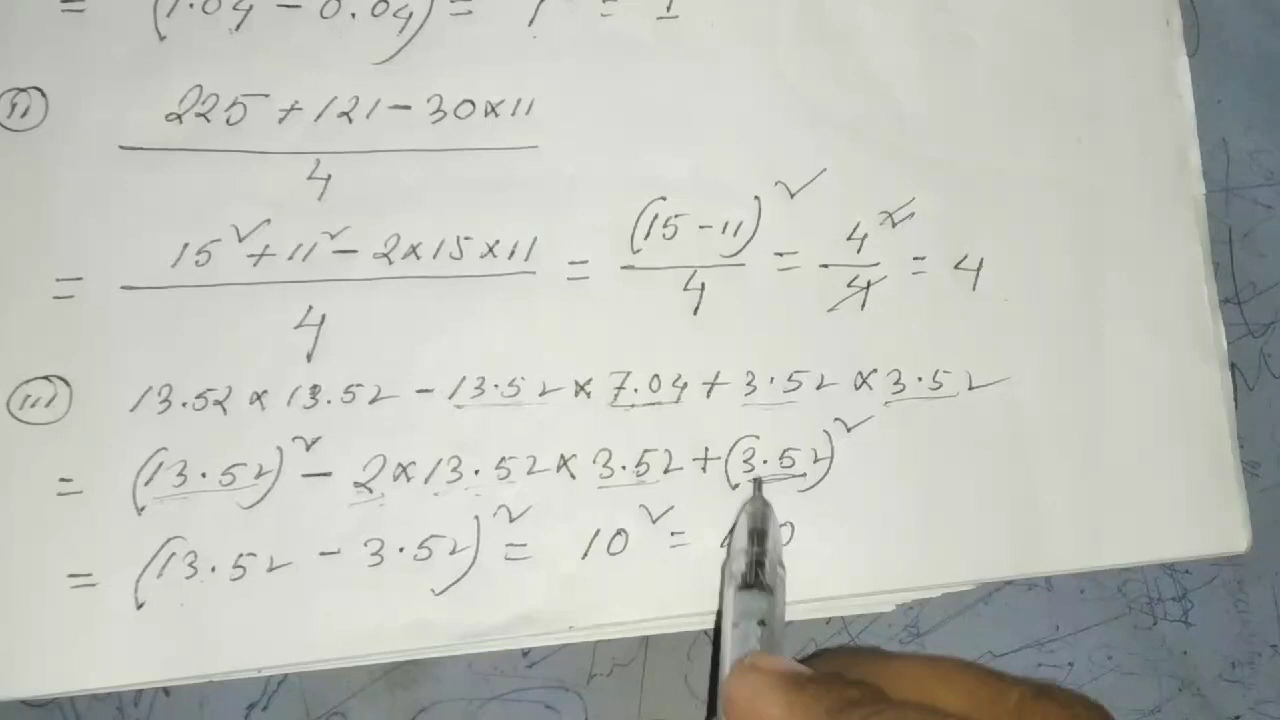 = (1.04 - 0.04) = 1 = 1
(ii) 225 + 121 - 30×11 / 4
= 15² + 11² - 2×15×11 / 4 = (15-11)² / 4 = 4² / 4 = 4
(iii) 13.52 × 13.52 - 13.52 × 7.04 + 3.52 × 3.52
= (13.52)² - 2×13.52×3.52 + (3.52)²
= (13.52 - 3.52)² = 10² =